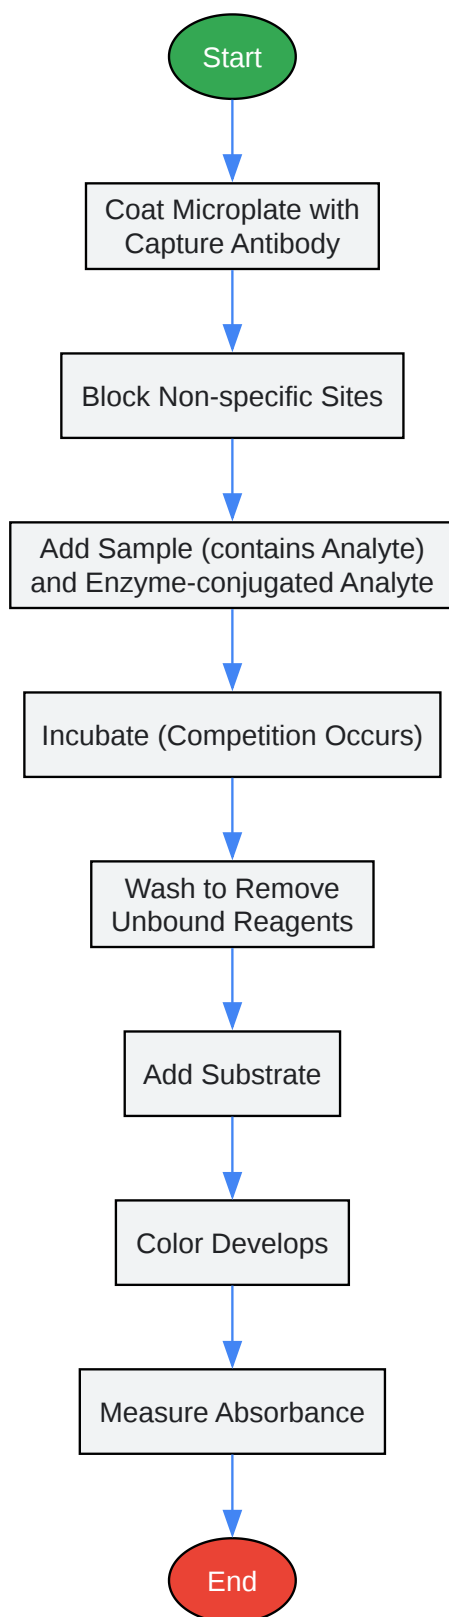 Start
Coat Microplate with
Capture Antibody
Block Non-specific Sites
Add Sample (contains Analyte)
and Enzyme-conjugated Analyte
Incubate (Competition Occurs)
Wash to Remove
Unbound Reagents
Add Substrate
Color Develops
Measure Absorbance
End